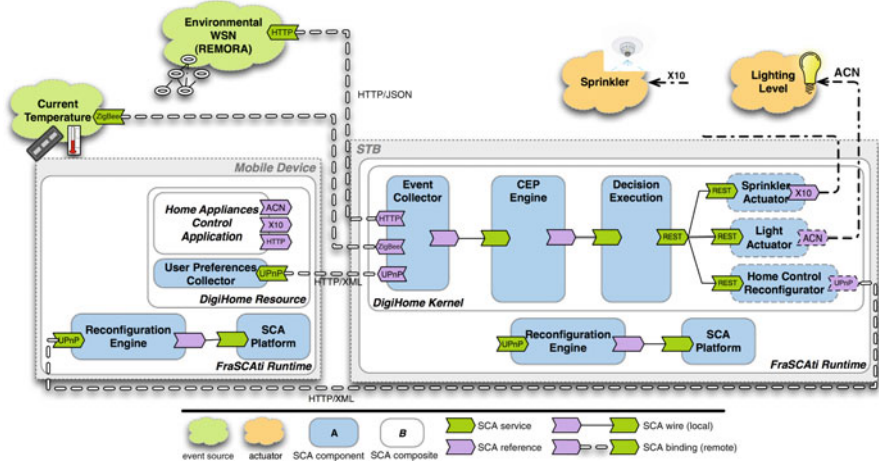 Environmental
WSN
(REMORA)
HTTP
Current
Temperature
ZigBee
HTTP/JSON
Sprinkler
X10
Lighting
Level
ACN
Mobile Device
Home Appliances
Control
Application
ACN
X10
HTTP
User Preferences
Collector
UPnP
DigiHome Resource
HTTP/XML
UPnP
Reconfiguration
Engine
SCA
Platform
FraSCAti Runtime
STB
Event
Collector
HTTP
ZigBee
UPnP
CEP
Engine
Decision
Execution
REST
REST
Sprinkler
Actuator
X10
REST
Light
Actuator
ACN
REST
Home Control
Reconfigurator
UPnP
DigiHome Kernel
UPnP
Reconfiguration
Engine
SCA
Platform
FraSCAti Runtime
HTTP/XML
event source
actuator
A
SCA component
B
SCA composite
SCA service
SCA reference
SCA wire (local)
SCA binding (remote)